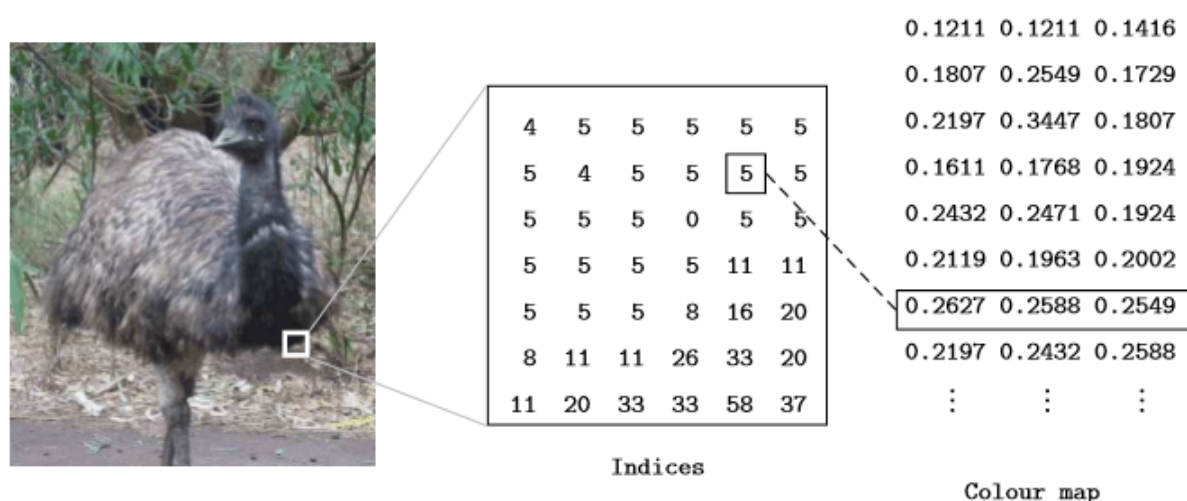 4 5 5 5 5 5
5 4 5 5 5 5
5 5 5 0 5 5
5 5 5 5 11 11
5 5 5 8 16 20
8 11 11 26 33 20
11 20 33 33 58 37
Indices
0.1211 0.1211 0.1416
0.1807 0.2549 0.1729
0.2197 0.3447 0.1807
0.1611 0.1768 0.1924
0.2432 0.2471 0.1924
0.2119 0.1963 0.2002
0.2627 0.2588 0.2549
0.2197 0.2432 0.2588
⋮ ⋮ ⋮
Colour map